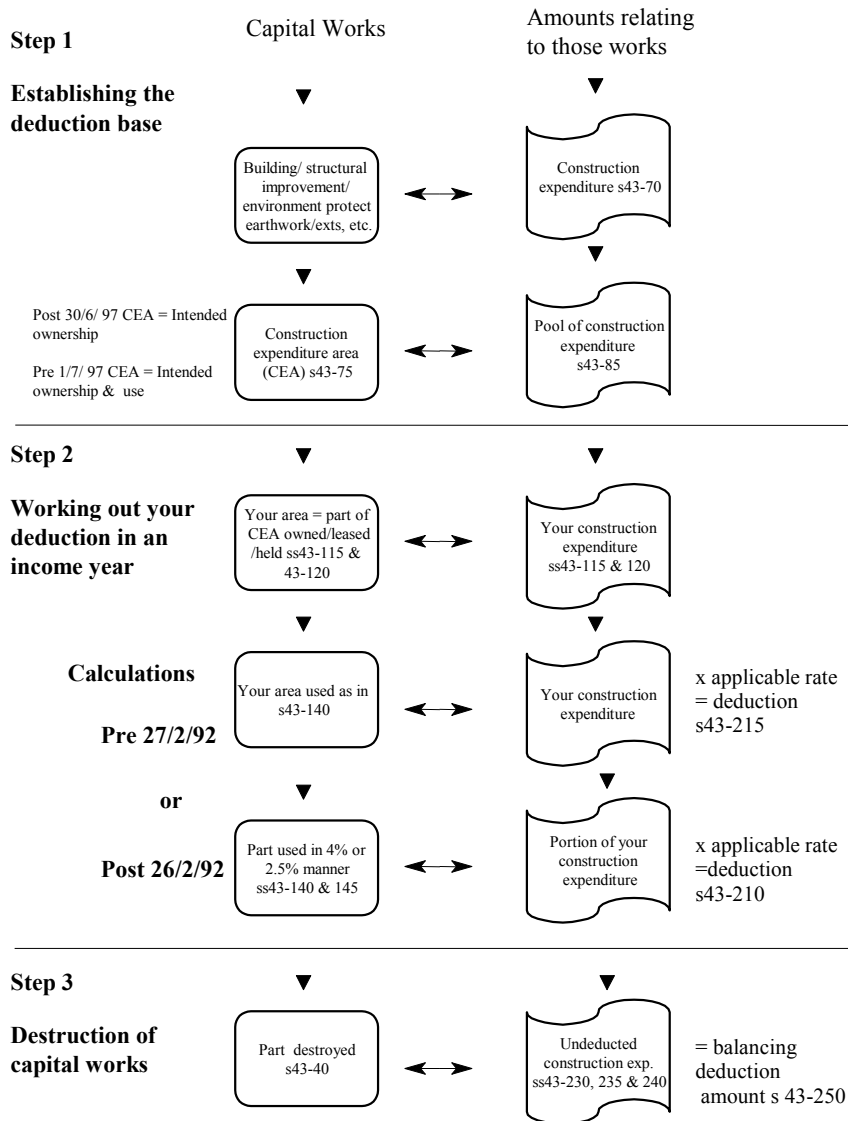 Step 1
Capital Works
Amounts relating
to those works
Establishing the
deduction base
Building/ structural
improvement/
environment protect
earthwork/exts, etc.
Construction
expenditure s43-70
Post 30/6/ 97 CEA = Intended
ownership
Pre 1/7/ 97 CEA = Intended
ownership & use
Construction
expenditure area
(CEA) s43-75
Pool of construction
expenditure
s43-85
Step 2
Working out your
deduction in an
income year
Your area = part of
CEA owned/leased
/held ss43-115 &
43-120
Your construction
expenditure
ss43-115 & 120
Calculations
Pre 27/2/92
Your area used as in
s43-140
Your construction
expenditure
x applicable rate
= deduction
s43-215
or
Post 26/2/92
Part used in 4% or
2.5% manner
ss43-140 & 145
Portion of your
construction
expenditure
x applicable rate
=deduction
s43-210
Step 3
Destruction of
capital works
Part destroyed
s43-40
Undeducted
construction exp.
ss43-230, 235 & 240
= balancing
deduction
amount s 43-250